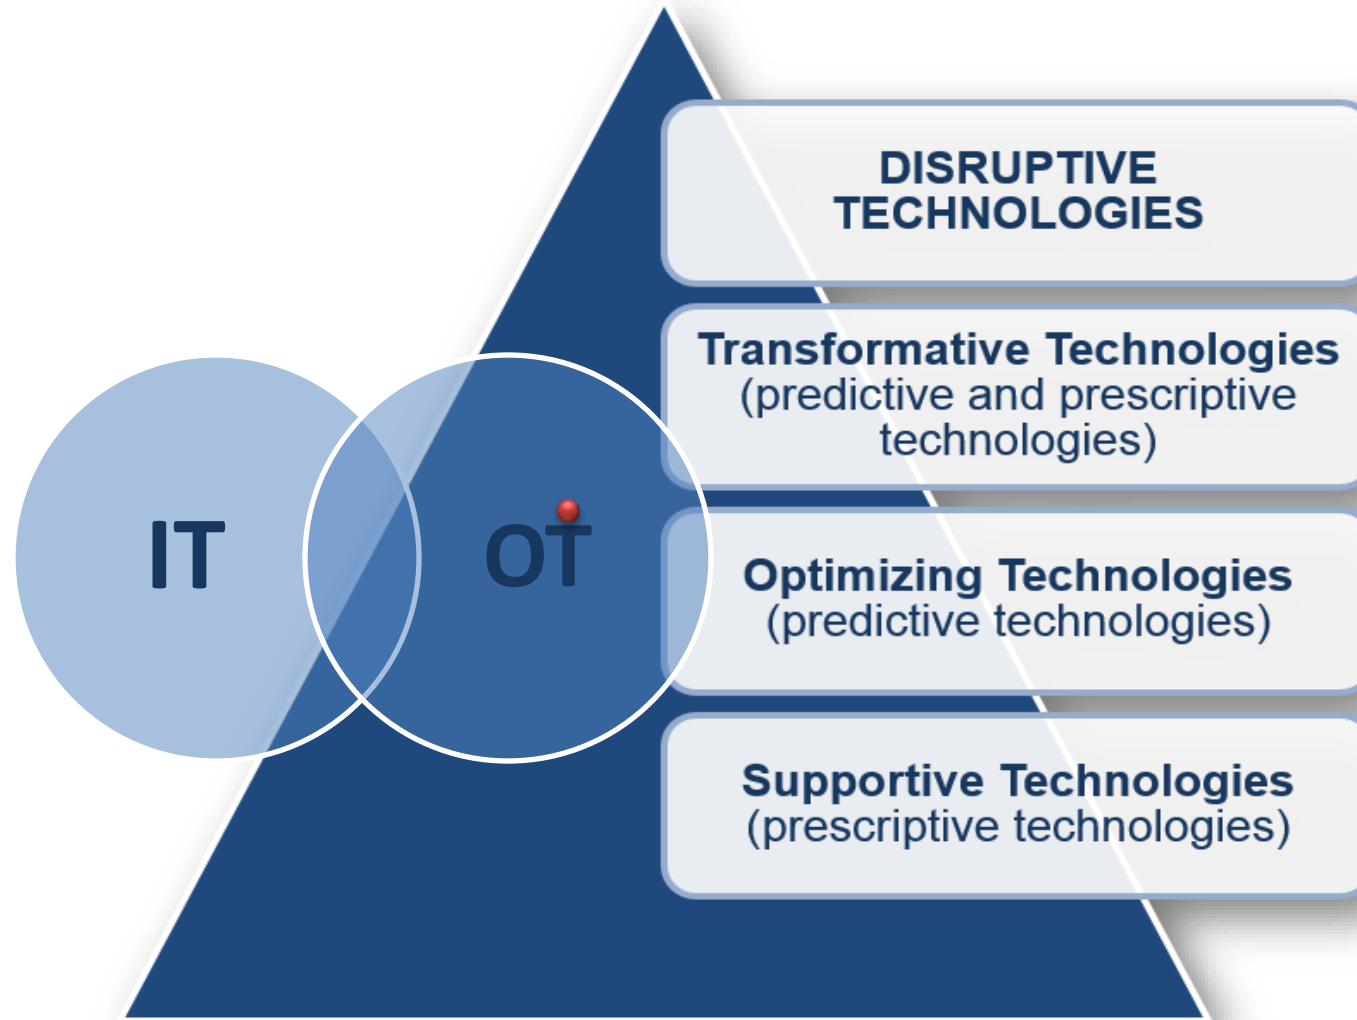 DISRUPTIVE
TECHNOLOGIES
Transformative Technologies
(predictive and prescriptive
technologies)
IT
OT
Optimizing Technologies
(predictive technologies)
Supportive Technologies
(prescriptive technologies)